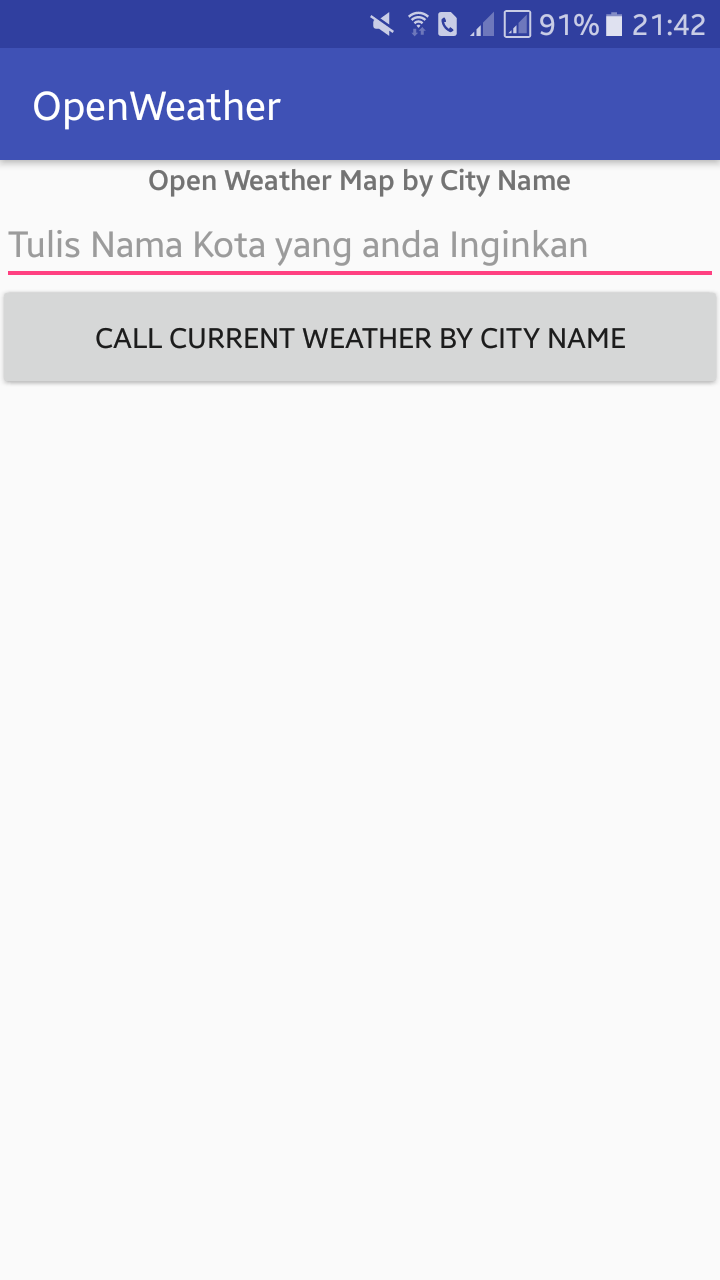 91% 21:42
OpenWeather
Open Weather Map by City Name
Tulis Nama Kota yang anda Inginkan
CALL CURRENT WEATHER BY CITY NAME